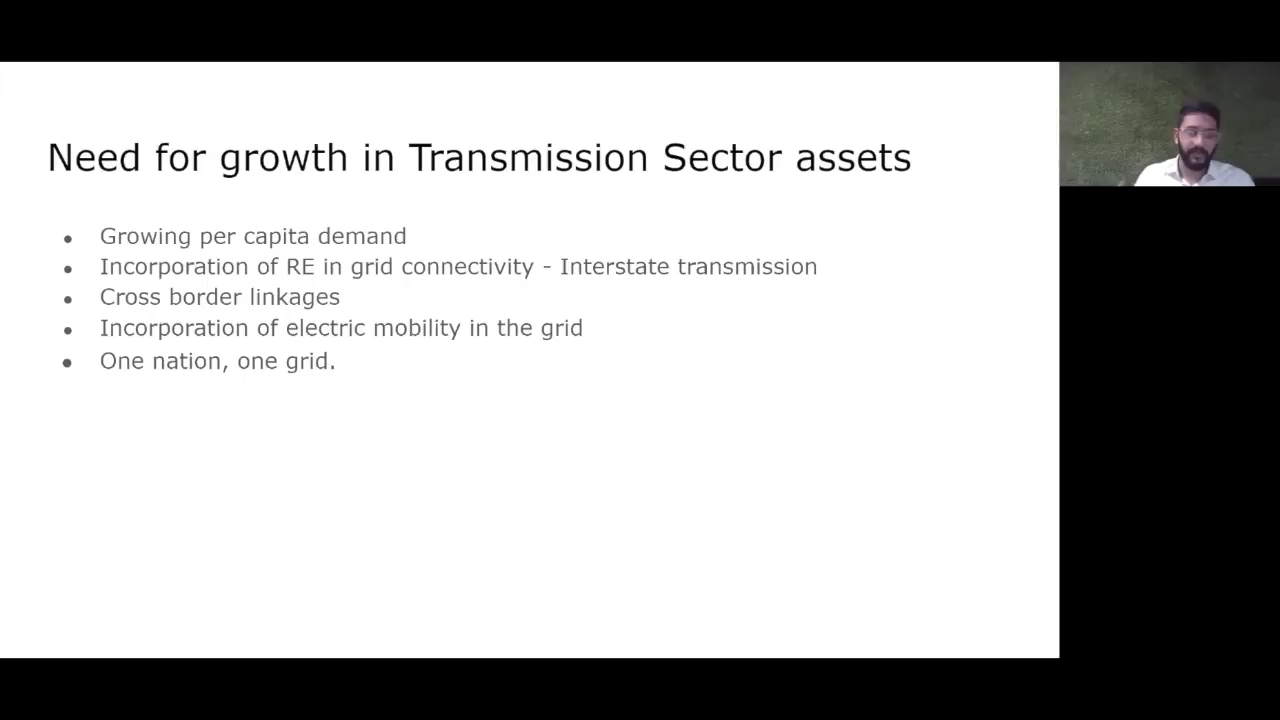 Need for growth in Transmission Sector assets
● Growing per capita demand
● Incorporation of RE in grid connectivity - Interstate transmission
● Cross border linkages
● Incorporation of electric mobility in the grid
● One nation, one grid.